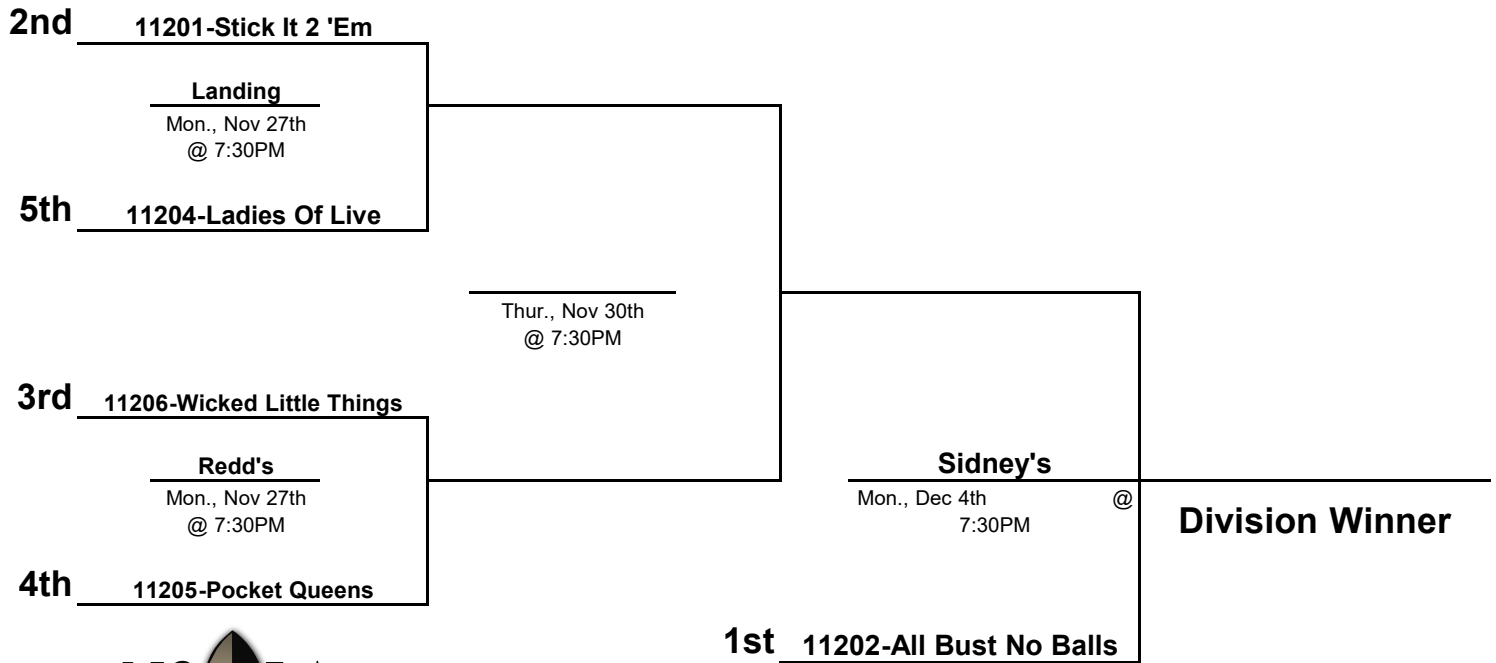 2nd 11201-Stick It 2 'Em
Landing
Mon., Nov 27th
@ 7:30PM
5th 11204-Ladies Of Live
Thur., Nov 30th
@ 7:30PM
3rd 11206-Wicked Little Things
Redd's
Mon., Nov 27th
@ 7:30PM
Sidney's
Mon., Dec 4th @
7:30PM
Division Winner
4th 11205-Pocket Queens
1st 11202-All Bust No Balls